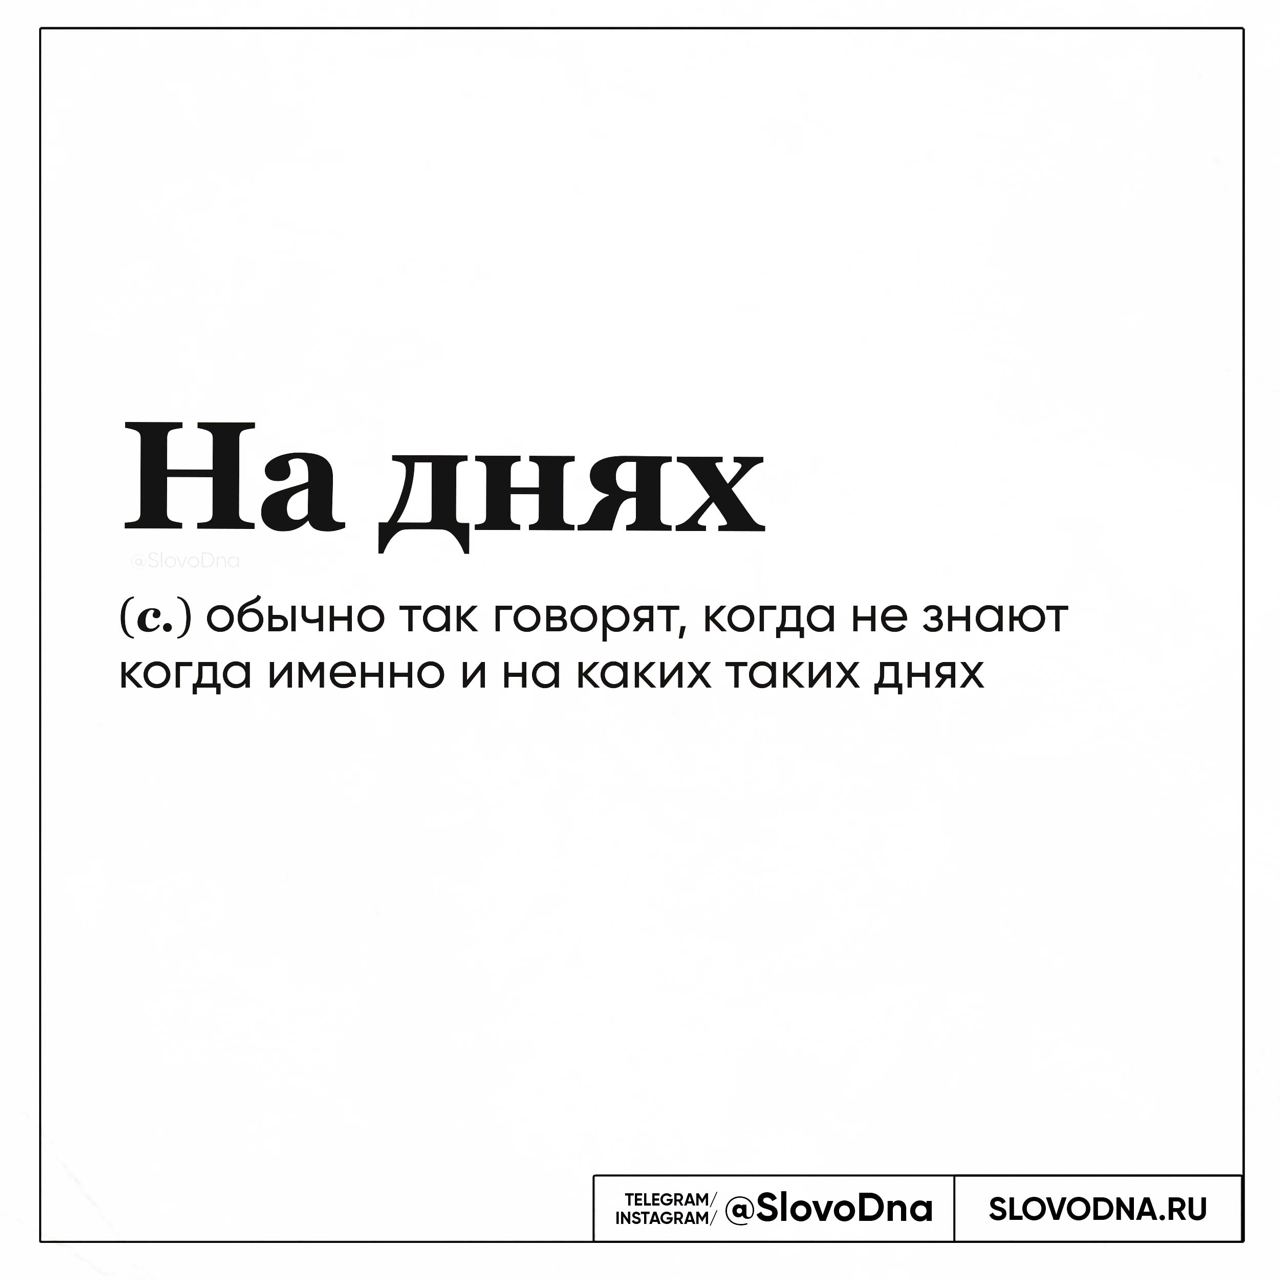 На днях
@SlovoDna
(с.) обычно так говорят, когда не знают
когда именно и на каких таких днях
TELEGRAM/
INSTAGRAM/
@SlovoDna
SLOVODNA.RU